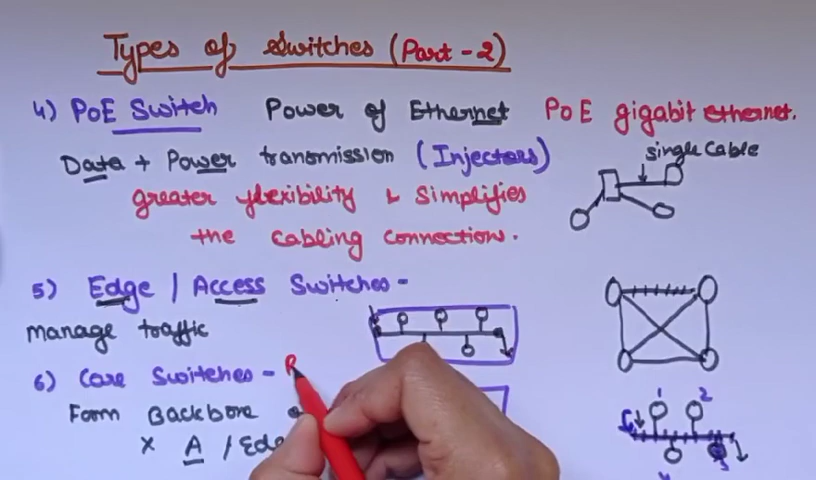 Types of Switches (Part-2)
4) PoE Switch Power of Ethernet PoE gigabit ethernet.
Data + Power transmission (Injectors)
single Cable
greater flexibility & Simplifies
the cabling connection.
5) Edge / Access Switches -
manage traffic
6) Core Switches -
Form Backbone
x A / Edge
1 2